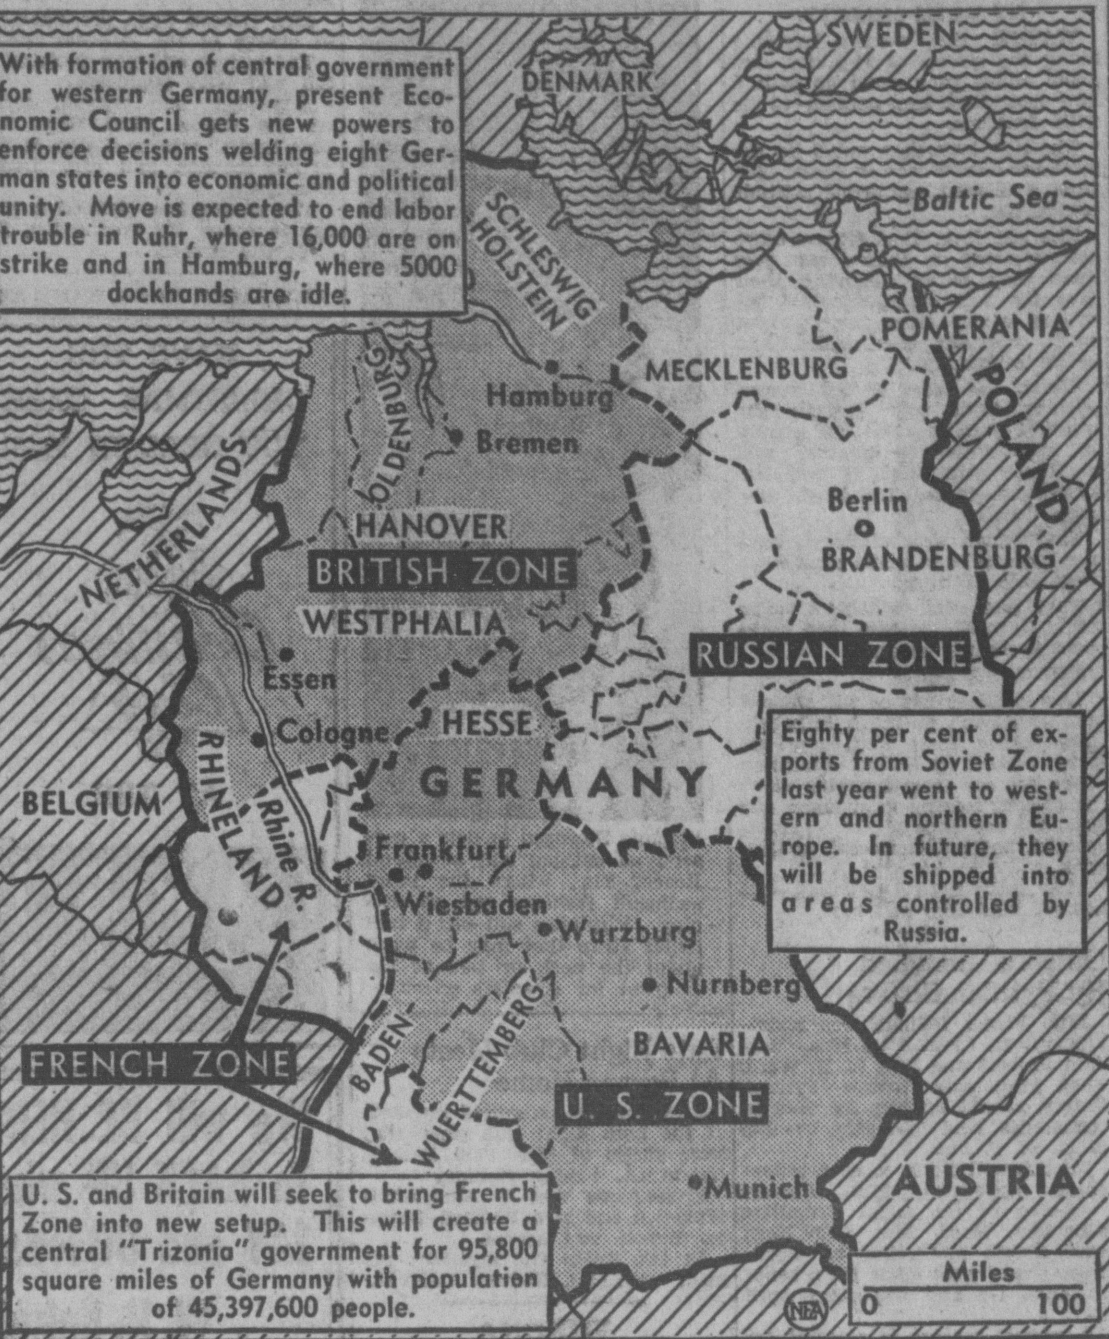 With formation of central government
for western Germany, present Eco-
nomic Council gets new powers to
enforce decisions welding eight Ger-
man states into economic and political
unity. Move is expected to end labor
trouble in Ruhr, where 16,000 are on
strike and in Hamburg, where 5000
dockhands are idle.
SWEDEN
DENMARK
Baltic Sea
SCHLESWIG
HOLSTEIN
POMERANIA
MECKLENBURG
POLAND
Hamburg
OLDENBURG
Bremen
NETHERLANDS
HANOVER
Berlin
BRANDENBURG
BRITISH ZONE
WESTPHALIA
RUSSIAN ZONE
Essen
HESSE
Cologne
RHINELAND
GERMANY
BELGIUM
Rhine R.
Eighty per cent of ex-
ports from Soviet Zone
last year went to west-
ern and northern Eu-
rope. In future, they
will be shipped into
areas controlled by
Russia.
Frankfurt
Wiesbaden
Wurzburg
Nurnberg
BADEN
WUERTTEMBERG
BAVARIA
FRENCH ZONE
U. S. ZONE
Munich
AUSTRIA
U. S. and Britain will seek to bring French
Zone into new setup. This will create a
central "Trizonia" government for 95,800
square miles of Germany with population
of 45,397,600 people.
NEA
Miles
0 100